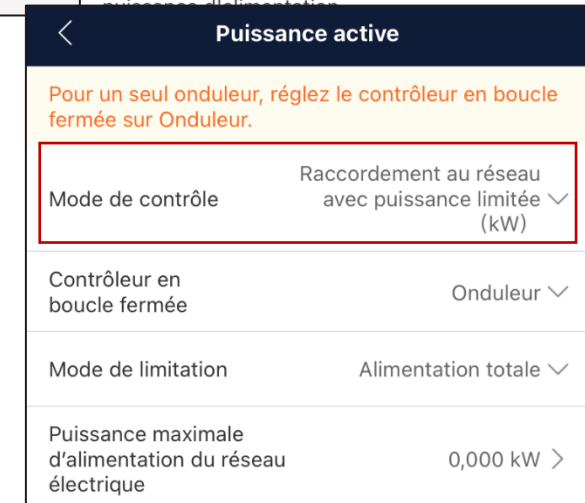 puissance d'alimentation
Puissance active
Pour un seul onduleur, réglez le contrôleur en boucle
fermée sur Onduleur.
Mode de contrôle
Raccordement au réseau
avec puissance limitée
(kW)
Contrôleur en
boucle fermée
Onduleur
Mode de limitation
Alimentation totale
Puissance maximale
d'alimentation du réseau
électrique
0,000 kW